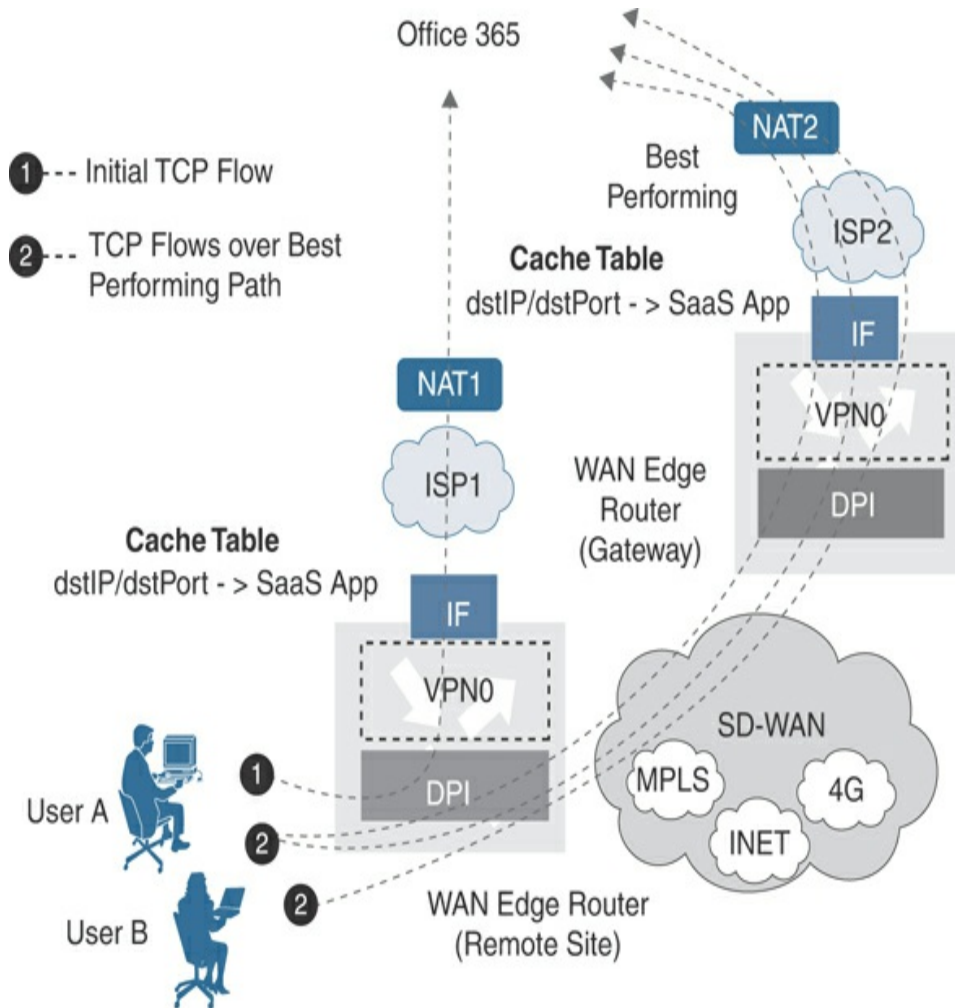 Office 365
NAT2
1 Initial TCP Flow
Best
Performing
ISP2
2 TCP Flows over Best
Performing Path
Cache Table
dstIP/dstPort - > SaaS App
IF
NAT1
VPN0
WAN Edge
Router
(Gateway)
DPI
ISP1
Cache Table
dstIP/dstPort - > SaaS App
IF
VPN0
SD-WAN
1
DPI
MPLS
4G
User A
2
INET
2
User B
WAN Edge Router
(Remote Site)